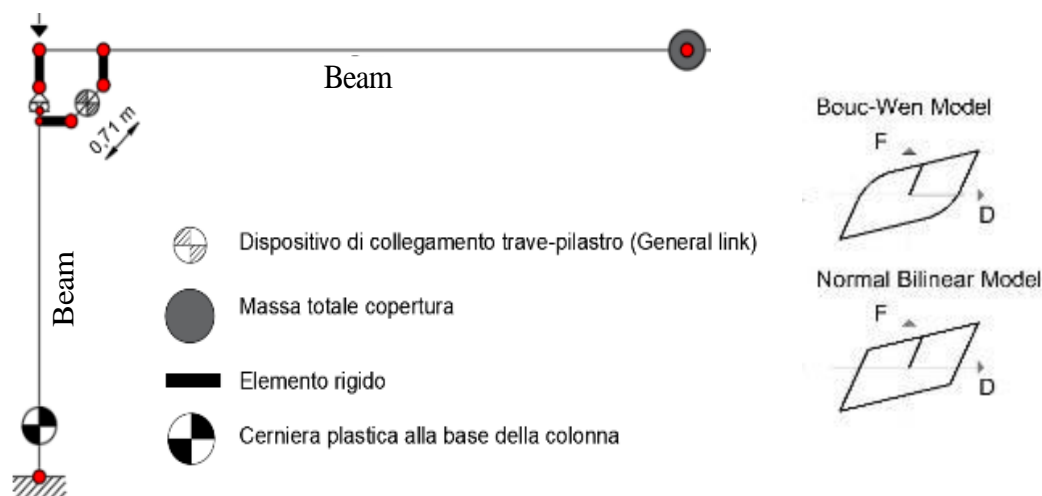 Beam
0,71 m
Beam
Dispositivo di collegamento trave-pilastro (General link)
Massa totale copertura
Elemento rigido
Cerniera plastica alla base della colonna
Bouc-Wen Model
F
D
Normal Bilinear Model
F
D